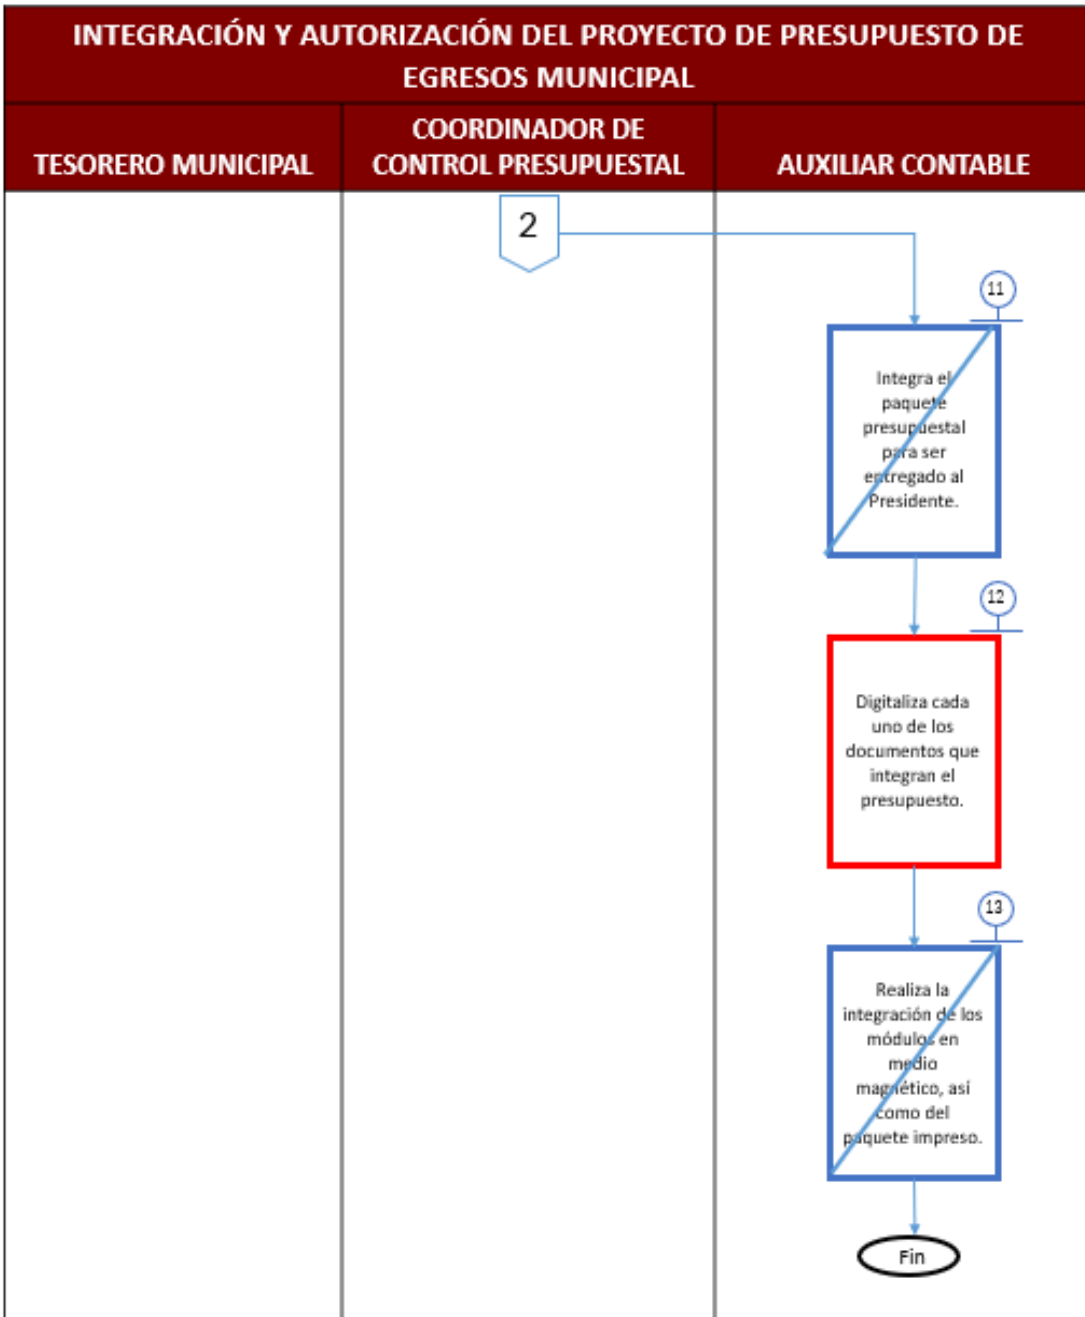 INTEGRACIÓN Y AUTORIZACIÓN DEL PROYECTO DE PRESUPUESTO DE
EGRESOS MUNICIPAL
TESORERO MUNICIPAL
COORDINADOR DE
CONTROL PRESUPUESTAL
AUXILIAR CONTABLE
2
11
Integra el
paquete
presupuestal
para ser
entregado al
Presidente.
12
Digitaliza cada
uno de los
documentos que
integran el
presupuesto.
13
Realiza la
integración de los
módulos en
medio
magnético, así
como del
paquete impreso.
Fin